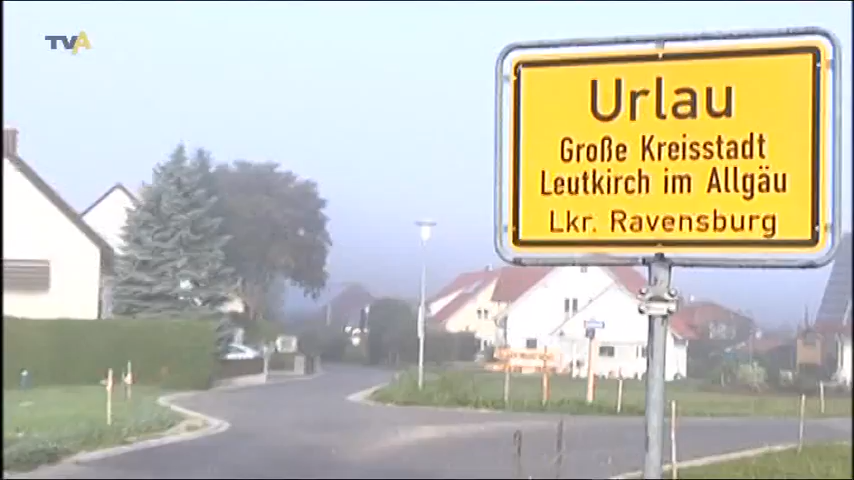 TVA
Urlau
Große Kreisstadt
Leutkirch im Allgäu
Lkr. Ravensburg